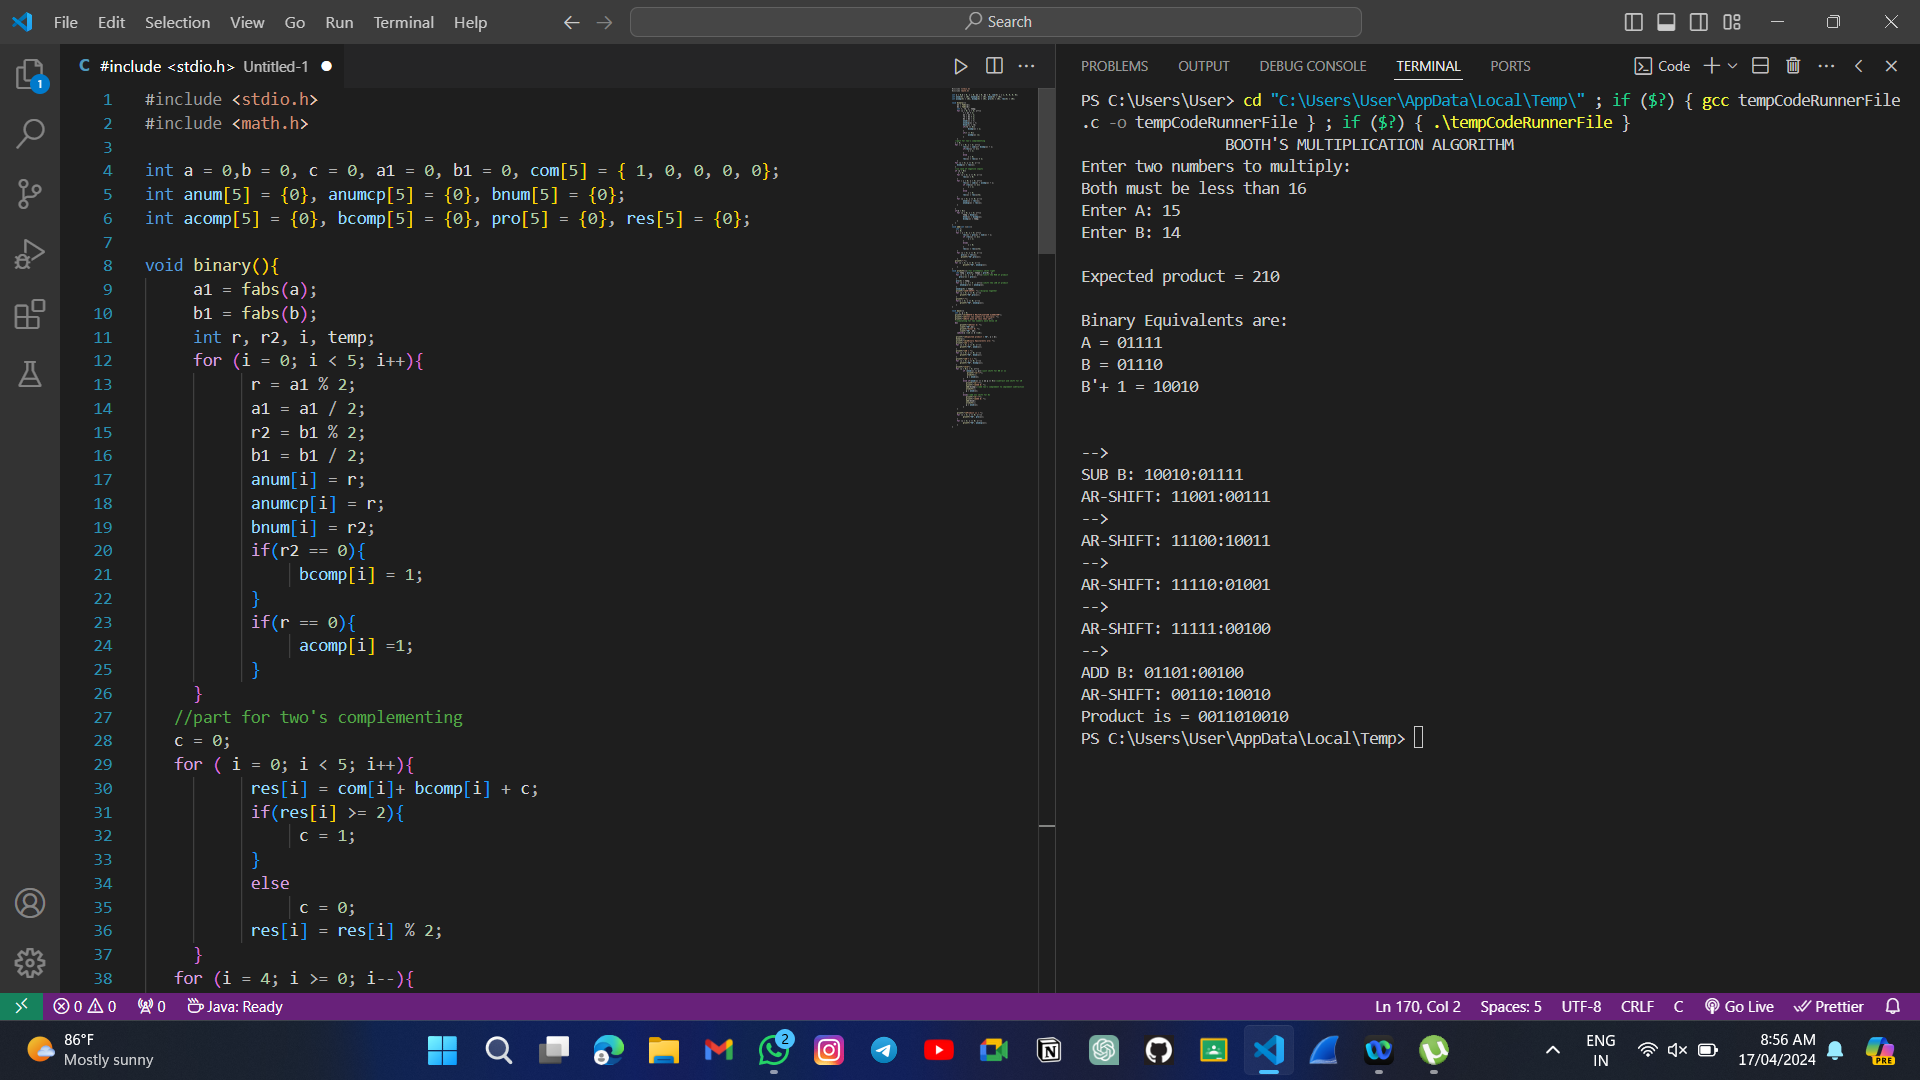 File Edit Selection View Go Run Terminal Help
Search
C #include <stdio.h> Untitled-1
1 #include <stdio.h>
2 #include <math.h>
3
4 int a = 0,b = 0, c = 0, a1 = 0, b1 = 0, com[5] = { 1, 0, 0, 0, 0};
5 int anum[5] = {0}, anumcp[5] = {0}, bnum[5] = {0};
6 int acomp[5] = {0}, bcomp[5] = {0}, pro[5] = {0}, res[5] = {0};
7
8 void binary(){
9 a1 = fabs(a);
10 b1 = fabs(b);
11 int r, r2, i, temp;
12 for (i = 0; i < 5; i++){
13 r = a1 % 2;
14 a1 = a1 / 2;
15 r2 = b1 % 2;
16 b1 = b1 / 2;
17 anum[i] = r;
18 anumcp[i] = r;
19 bnum[i] = r2;
20 if(r2 == 0){
21 bcomp[i] = 1;
22 }
23 if(r == 0){
24 acomp[i] =1;
25 }
26 }
27 //part for two's complementing
28 c = 0;
29 for ( i = 0; i < 5; i++){
30 res[i] = com[i]+ bcomp[i] + c;
31 if(res[i] >= 2){
32 c = 1;
33 }
34 else
35 c = 0;
36 res[i] = res[i] % 2;
37 }
38 for (i = 4; i >= 0; i--){
1
PROBLEMS OUTPUT DEBUG CONSOLE TERMINAL PORTS
Code
PS C:\Users\User> cd "C:\Users\User\AppData\Local\Temp\" ; if ($?) { gcc tempCodeRunnerFile
.c -o tempCodeRunnerFile } ; if ($?) { .\tempCodeRunnerFile }
BOOTH'S MULTIPLICATION ALGORITHM
Enter two numbers to multiply:
Both must be less than 16
Enter A: 15
Enter B: 14
Expected product = 210
Binary Equivalents are:
A = 01111
B = 01110
B'+ 1 = 10010
-->
SUB B: 10010:01111
AR-SHIFT: 11001:00111
-->
AR-SHIFT: 11100:10011
-->
AR-SHIFT: 11110:01001
-->
AR-SHIFT: 11111:00100
-->
ADD B: 01101:00100
AR-SHIFT: 00110:10010
Product is = 0011010010
PS C:\Users\User\AppData\Local\Temp>
0 0 0 Java: Ready
Ln 170, Col 2 Spaces: 5 UTF-8 CRLF C Go Live Prettier
86°F
Mostly sunny
2
ENG
IN
8:56 AM
17/04/2024
PRE